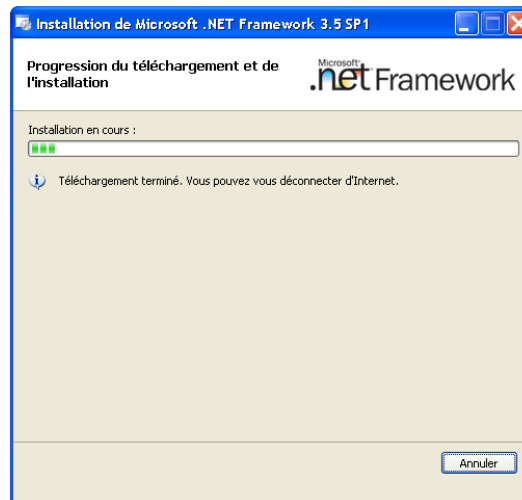 Installation de Microsoft .NET Framework 3.5 SP1
Progression du téléchargement et de
l'installation
Microsoft
.net Framework
Installation en cours :
Téléchargement terminé. Vous pouvez vous déconnecter d'Internet.
Annuler